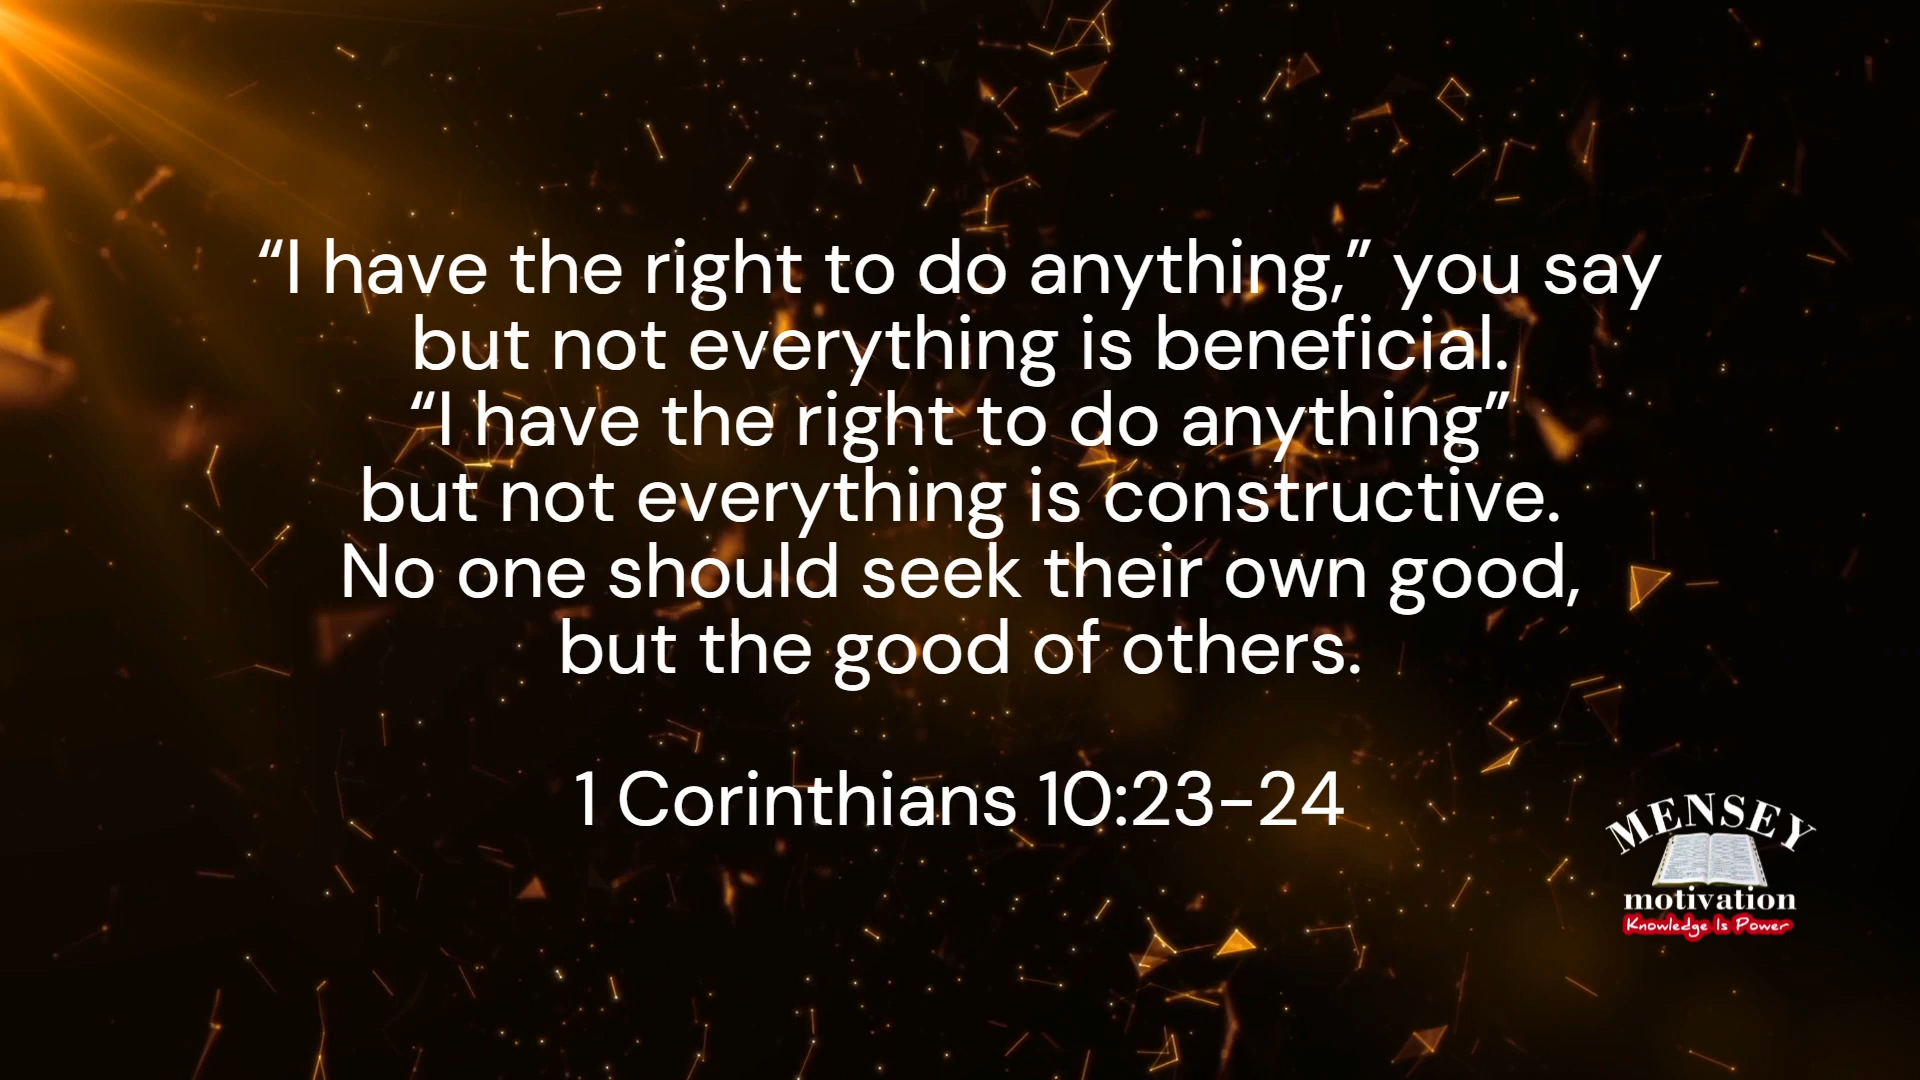 “I have the right to do anything,” you say
but not everything is beneficial.
“I have the right to do anything”
but not everything is constructive.
No one should seek their own good,
but the good of others.
1 Corinthians 10:23-24
MENSEY
motivation
Knowledge Is Power